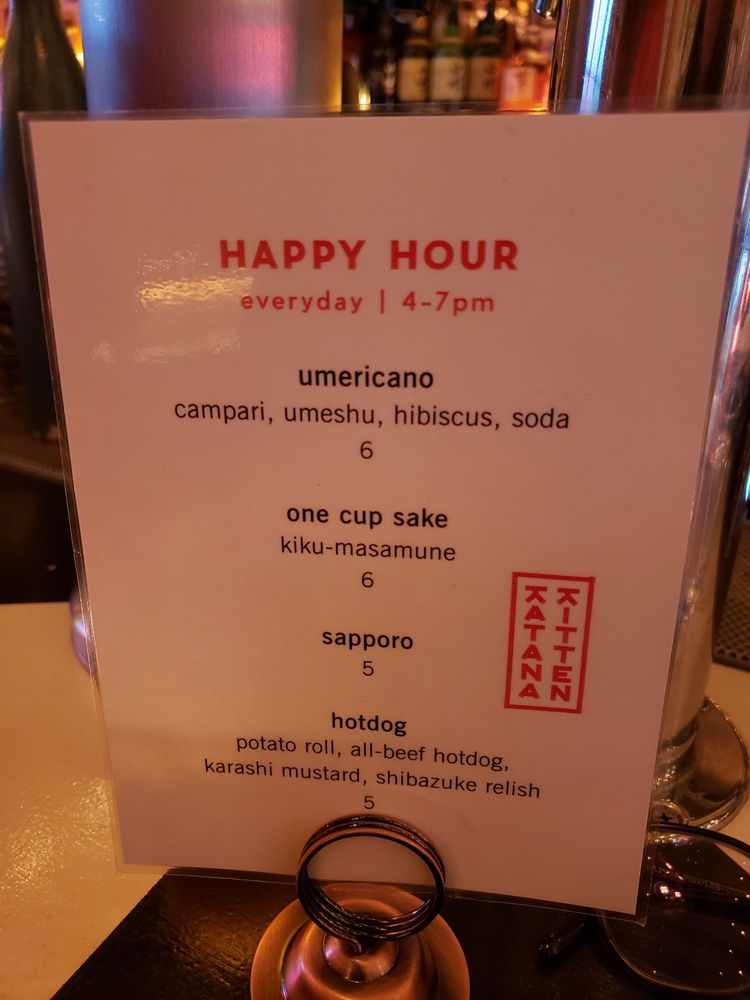 HAPPY HOUR
everyday | 4-7pm
umericano
campari, umeshu, hibiscus, soda
6
one cup sake
kiku-masamune
6
sapporo
5
KATANA
KITTEN
hotdog
potato roll, all-beef hotdog,
karashi mustard, shibazuke relish
5